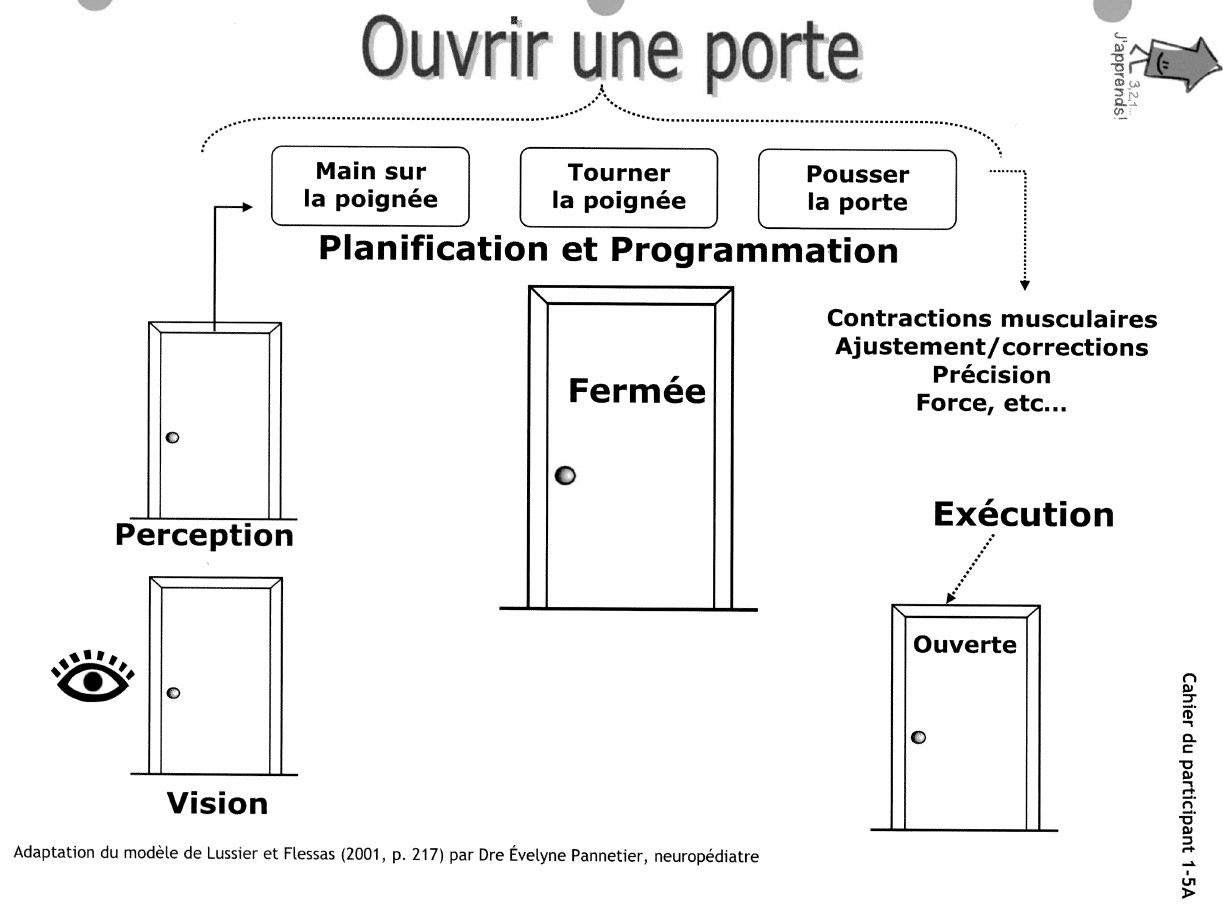 Ouvrir une porte
3,2,1...
J'apprends!
Main sur
la poignée
Tourner
la poignée
Pousser
la porte
Planification et Programmation
Contractions musculaires
Ajustement/corrections
Précision
Force, etc...
Fermée
Perception
Exécution
Ouverte
Vision
Cahier du participant 1-5A
Adaptation du modèle de Lussier et Flessas (2001, p. 217) par Dre Évelyne Pannetier, neuropédiatre